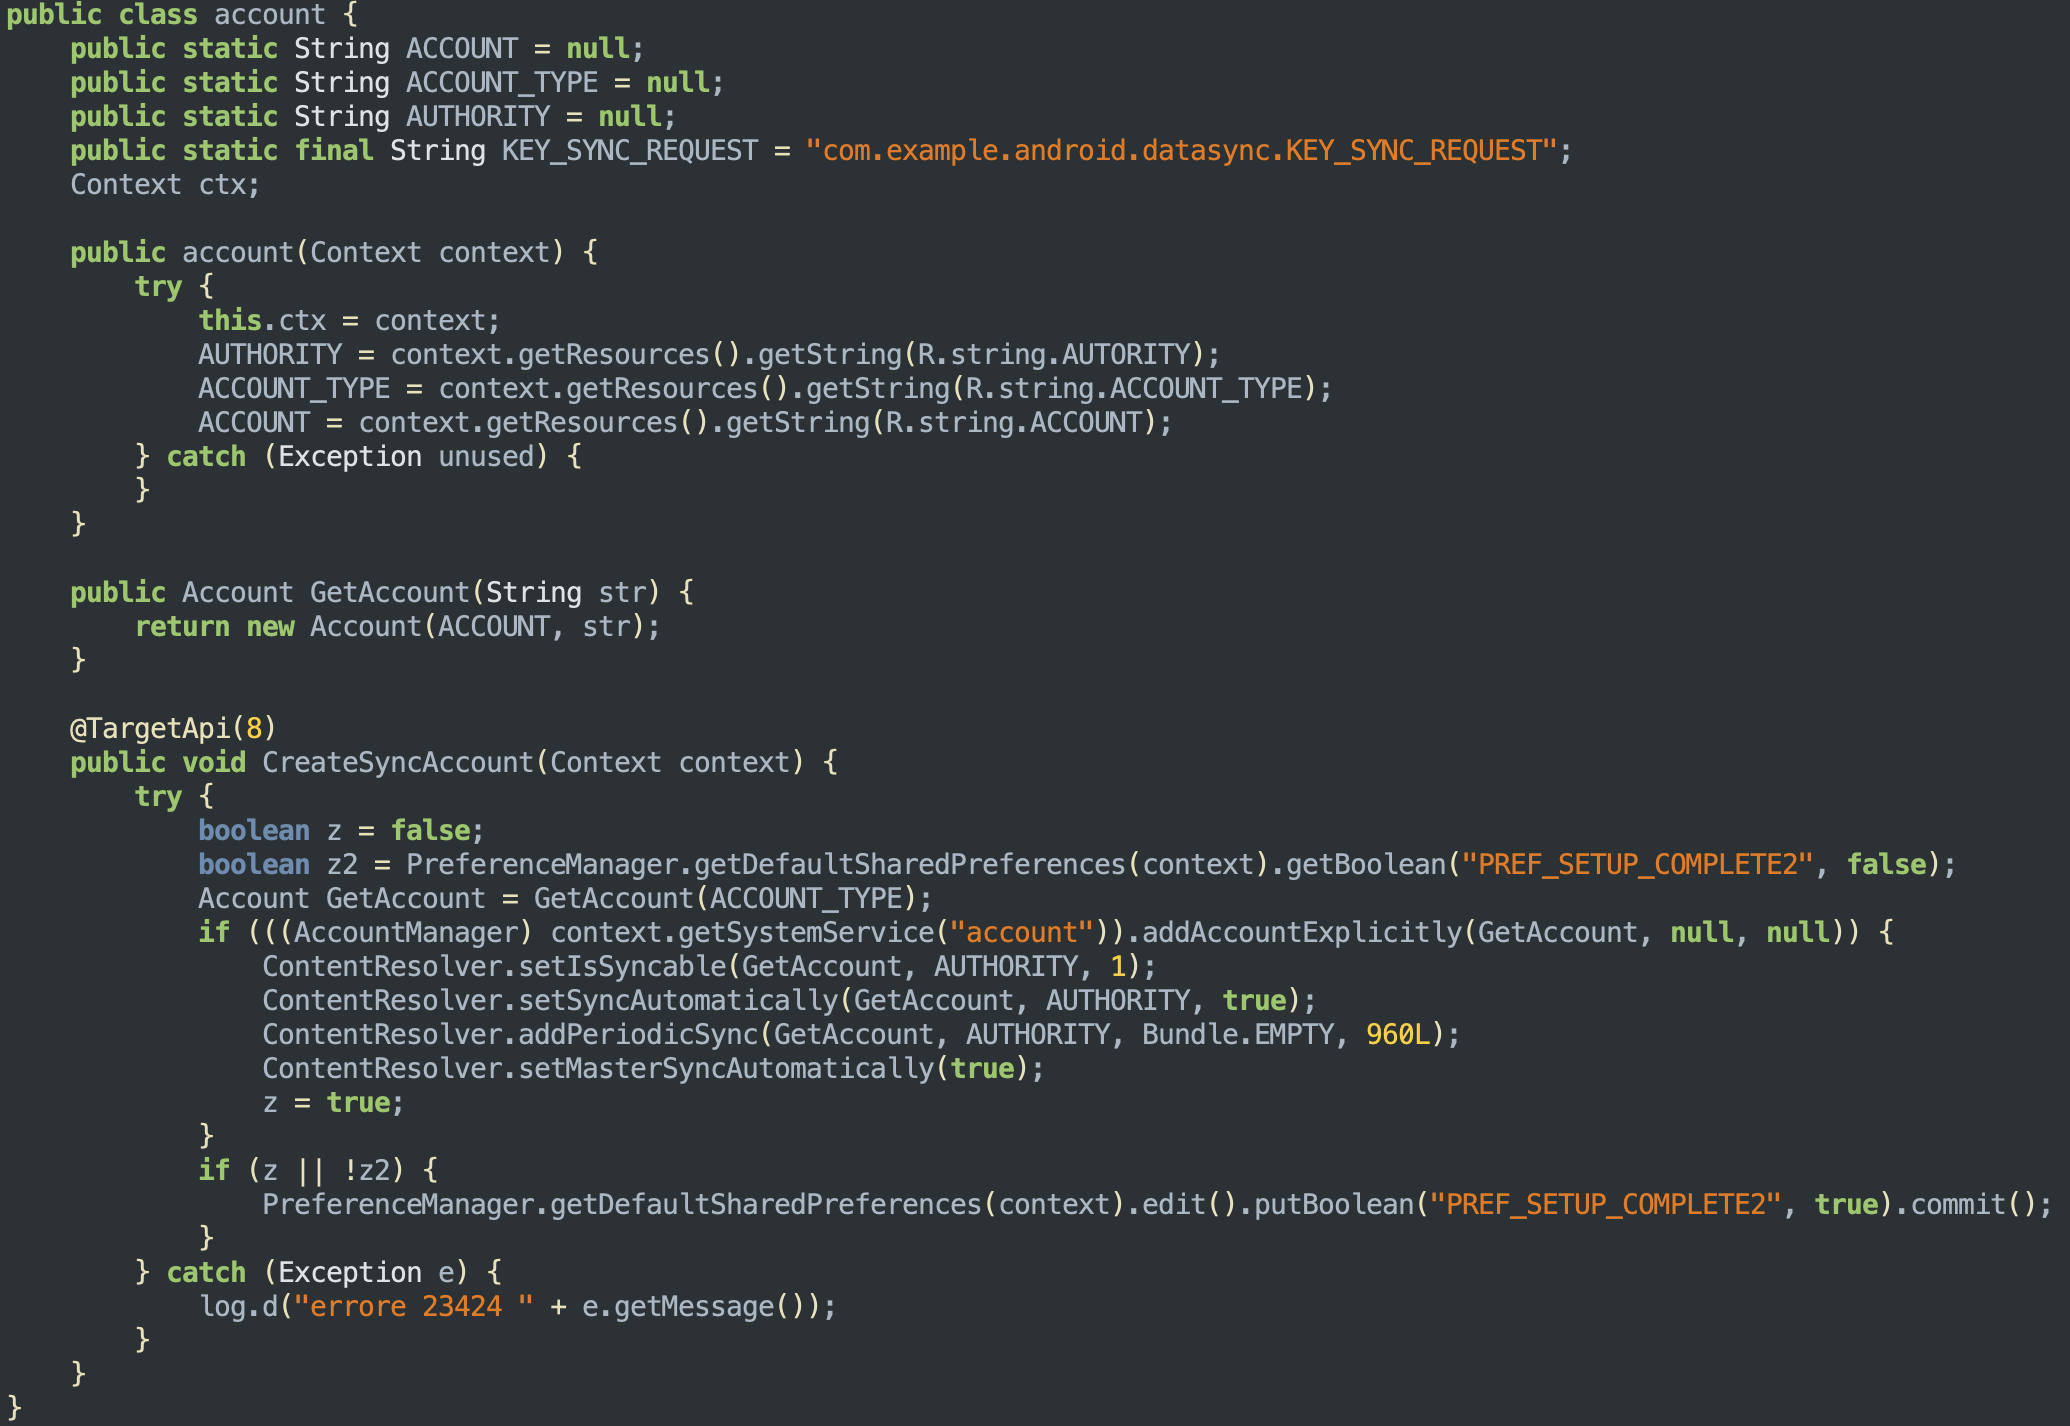 public class account {
    public static String ACCOUNT = null;
    public static String ACCOUNT_TYPE = null;
    public static String AUTHORITY = null;
    public static final String KEY_SYNC_REQUEST = "com.example.android.datasync.KEY_SYNC_REQUEST";
    Context ctx;

    public account(Context context) {
        try {
            this.ctx = context;
            AUTHORITY = context.getResources().getString(R.string.AUTORITY);
            ACCOUNT_TYPE = context.getResources().getString(R.string.ACCOUNT_TYPE);
            ACCOUNT = context.getResources().getString(R.string.ACCOUNT);
        } catch (Exception unused) {
        }
    }

    public Account GetAccount(String str) {
        return new Account(ACCOUNT, str);
    }

    @TargetApi(8)
    public void CreateSyncAccount(Context context) {
        try {
            boolean z = false;
            boolean z2 = PreferenceManager.getDefaultSharedPreferences(context).getBoolean("PREF_SETUP_COMPLETE2", false);
            Account GetAccount = GetAccount(ACCOUNT_TYPE);
            if (((AccountManager) context.getSystemService("account")).addAccountExplicitly(GetAccount, null, null)) {
                ContentResolver.setIsSyncable(GetAccount, AUTHORITY, 1);
                ContentResolver.setSyncAutomatically(GetAccount, AUTHORITY, true);
                ContentResolver.addPeriodicSync(GetAccount, AUTHORITY, Bundle.EMPTY, 960L);
                ContentResolver.setMasterSyncAutomatically(true);
                z = true;
            }
            if (z || !z2) {
                PreferenceManager.getDefaultSharedPreferences(context).edit().putBoolean("PREF_SETUP_COMPLETE2", true).commit();
            }
        } catch (Exception e) {
            log.d("errore 23424 " + e.getMessage());
        }
    }
}